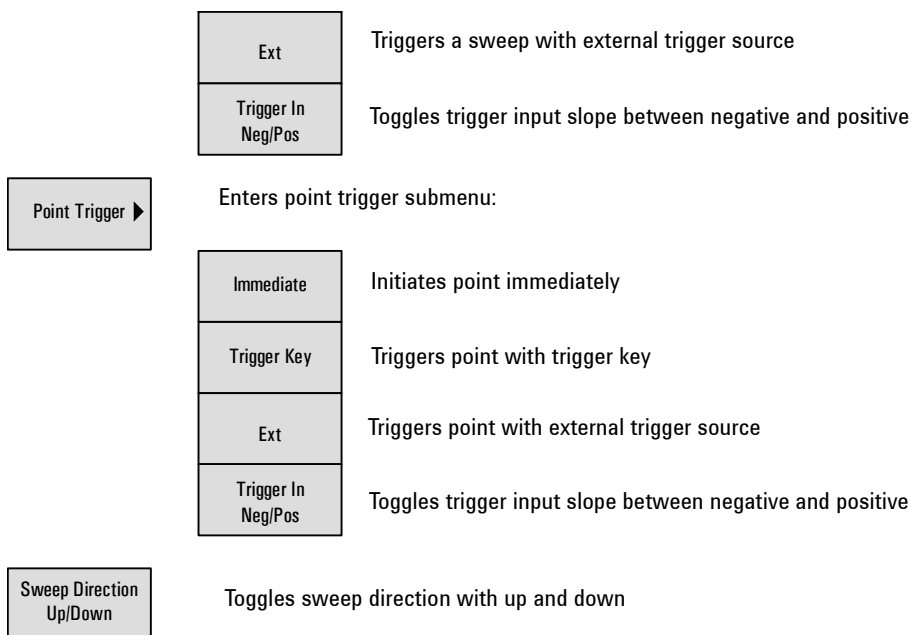 Ext
Triggers a sweep with external trigger source
Trigger In
Neg/Pos
Toggles trigger input slope between negative and positive
Point Trigger
Enters point trigger submenu:
Immediate
Initiates point immediately
Trigger Key
Triggers point with trigger key
Ext
Triggers point with external trigger source
Trigger In
Neg/Pos
Toggles trigger input slope between negative and positive
Sweep Direction
Up/Down
Toggles sweep direction with up and down